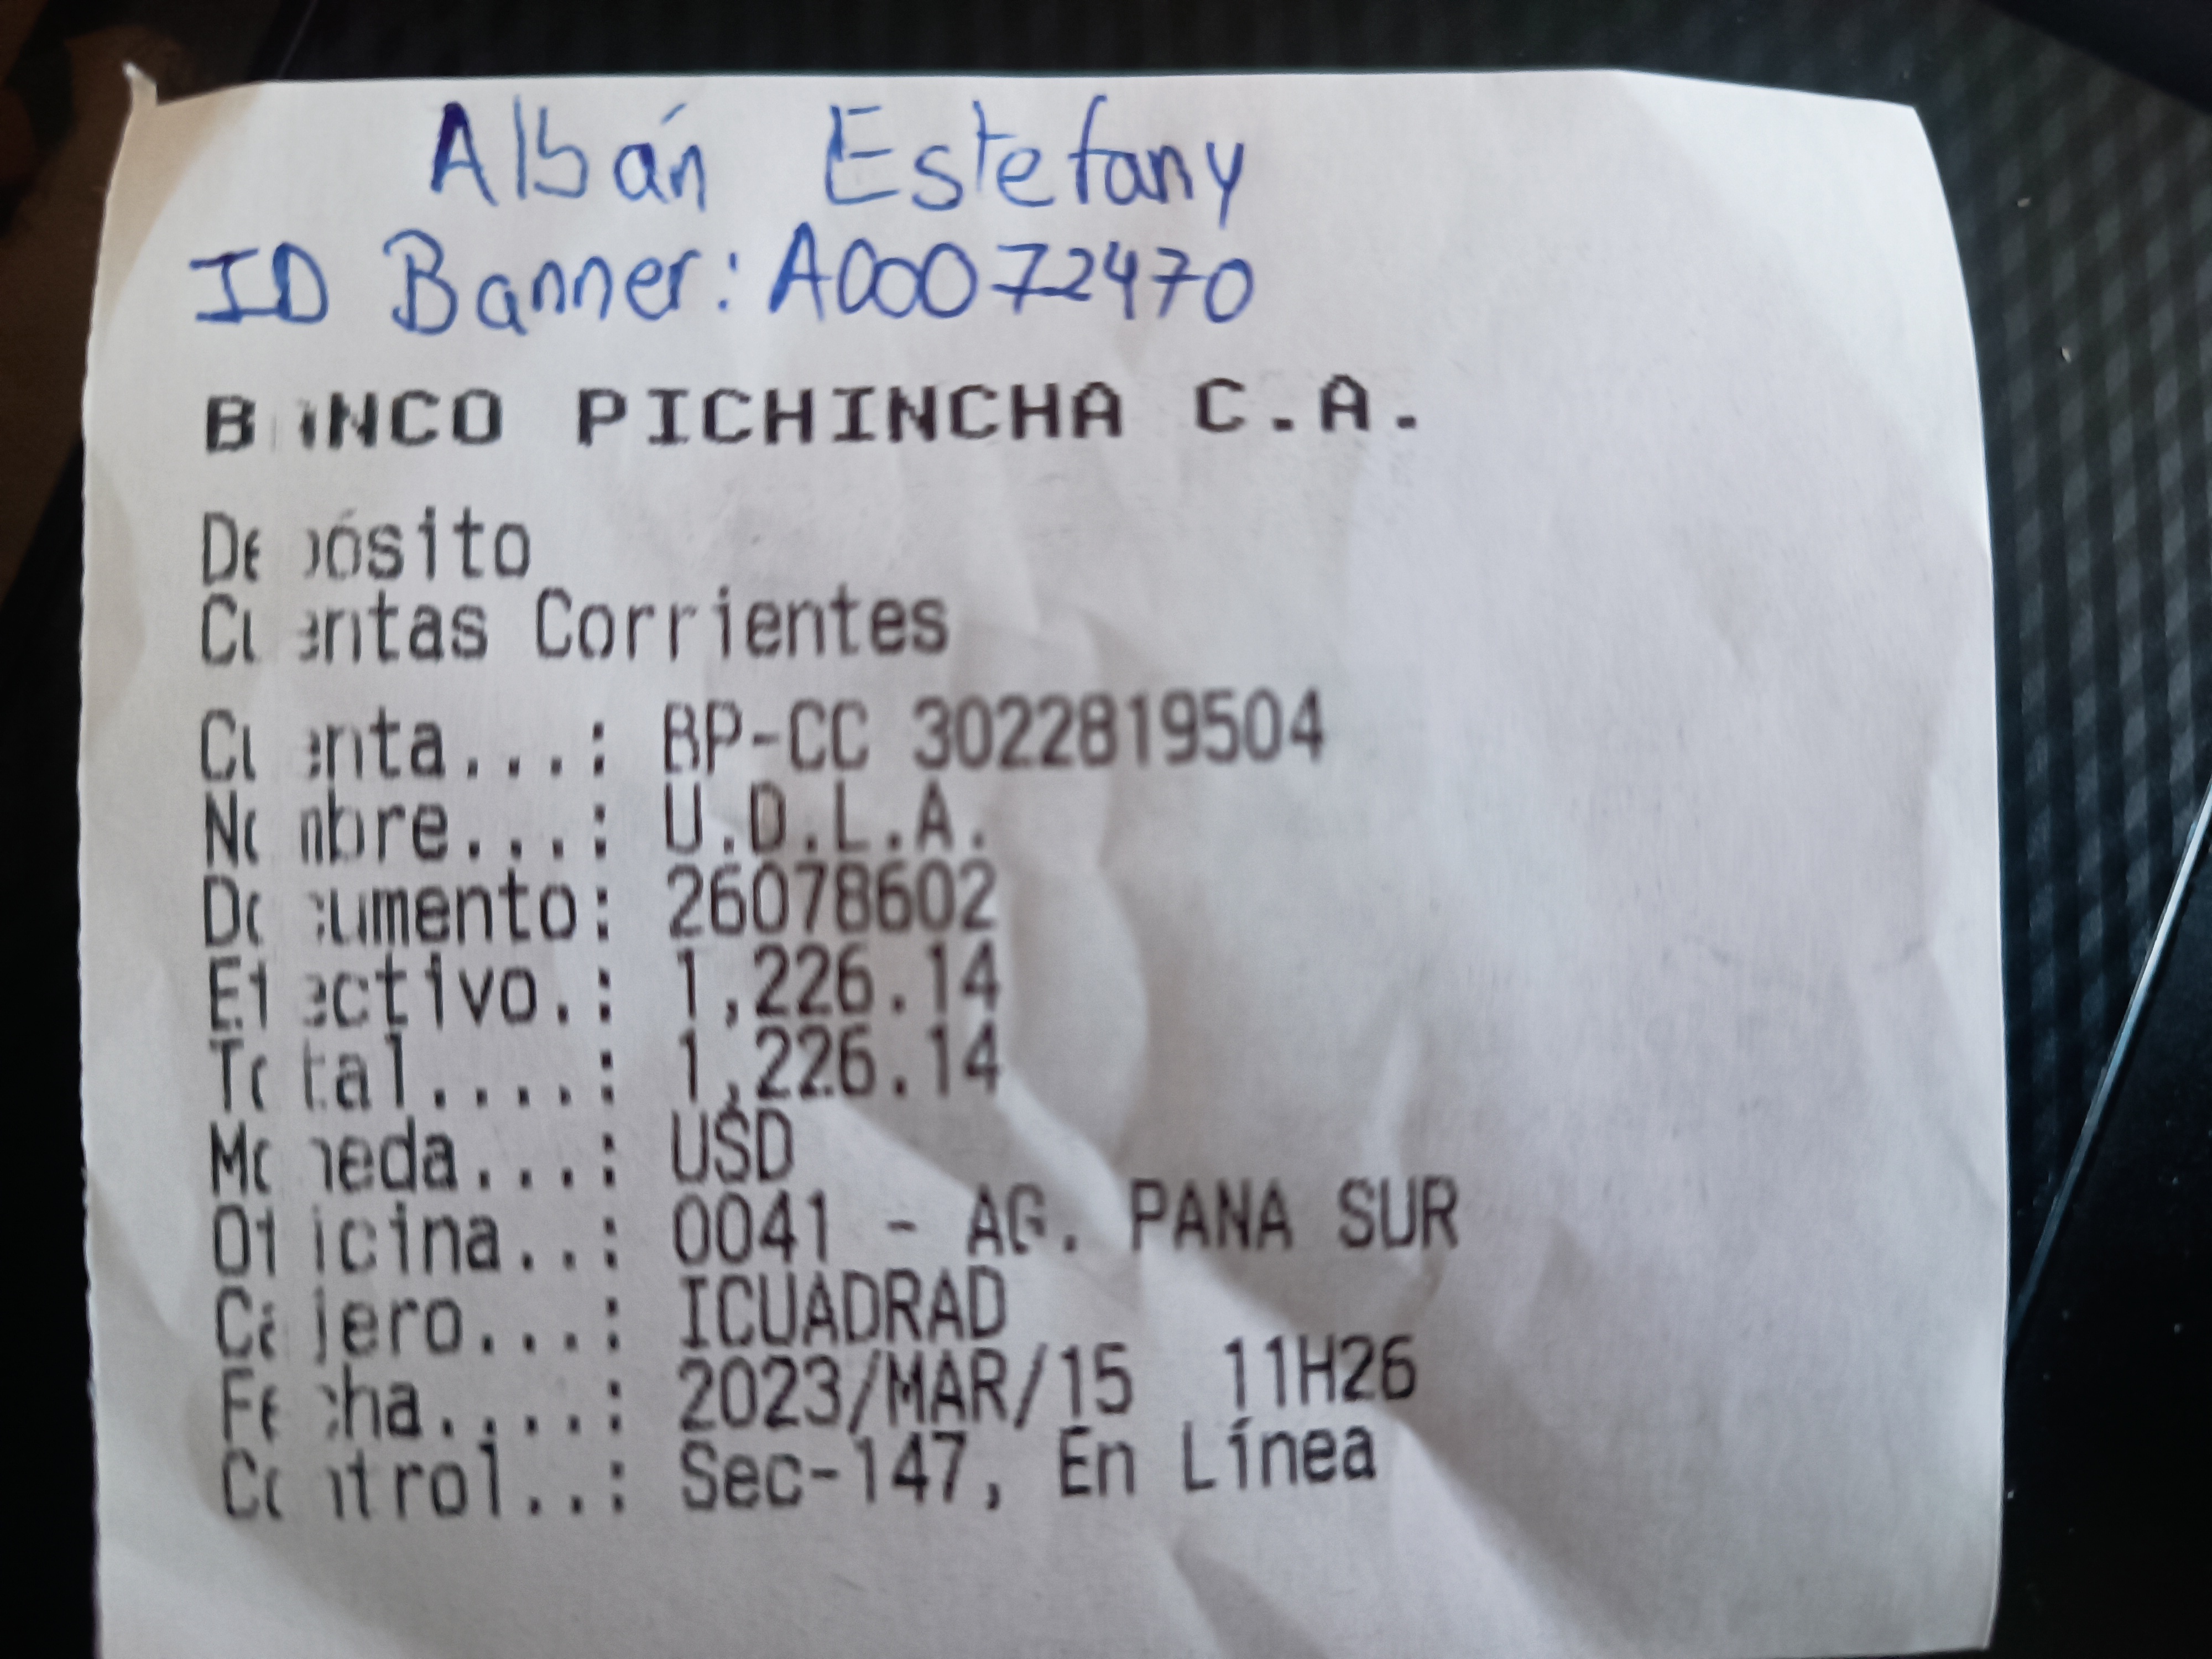 Albán Estefany
ID Banner: A00072470
BANCO PICHINCHA C.A.
Depósito
Cuentas Corrientes
Cuenta...: BP-CC 3022819504
Nombre...: U.D.L.A.
Documento: 26078602
Efectivo.: 1,226.14
Total....: 1,226.14
Moneda...: USD
Oficina..: 0041 - AG. PANA SUR
Cajero...: ICUADRAD
Fecha....: 2023/MAR/15 11H26
Control..: Sec-147, En Línea